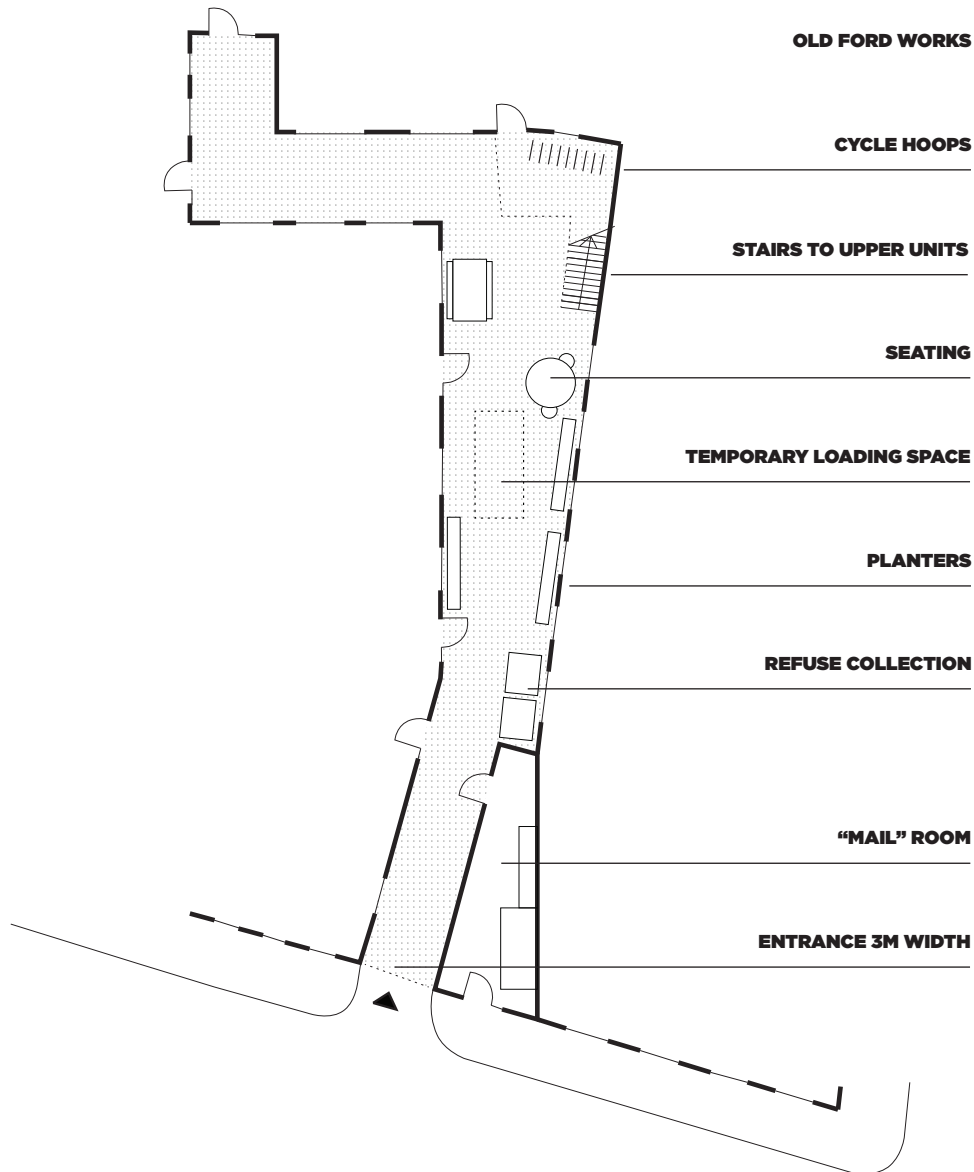 OLD FORD WORKS
CYCLE HOOPS
STAIRS TO UPPER UNITS
SEATING
TEMPORARY LOADING SPACE
PLANTERS
REFUSE COLLECTION
“MAIL” ROOM
ENTRANCE 3M WIDTH